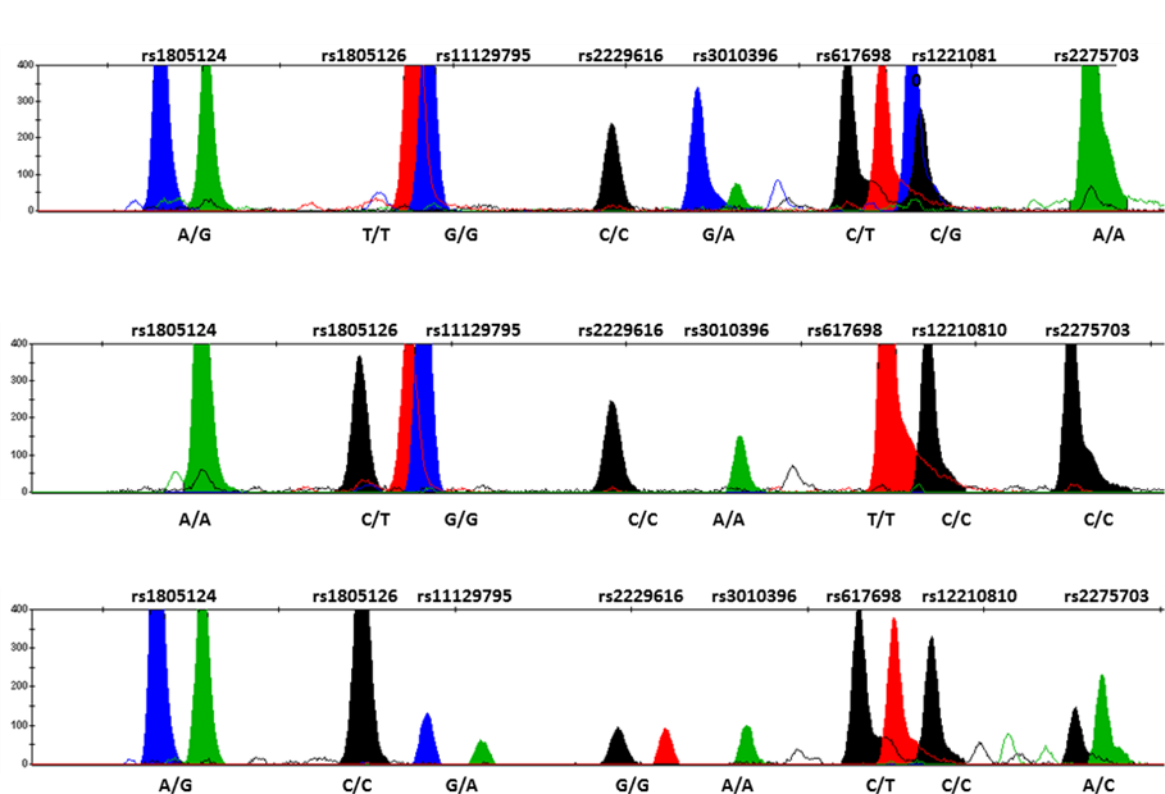 rs1805124 rs1805126 rs11129795 rs2229616 rs3010396 rs617698 rs1221081 rs2275703
0
400
300
200
100
0
A/G T/T G/G C/C G/A C/T C/G A/A
rs1805124 rs1805126 rs11129795 rs2229616 rs3010396 rs617698 rs12210810 rs2275703
400
300
200
100
0
A/A C/T G/G C/C A/A T/T C/C C/C
rs1805124 rs1805126 rs11129795 rs2229616 rs3010396 rs617698 rs12210810 rs2275703
400
300
200
100
0
A/G C/C G/A G/G A/A C/T C/C A/C